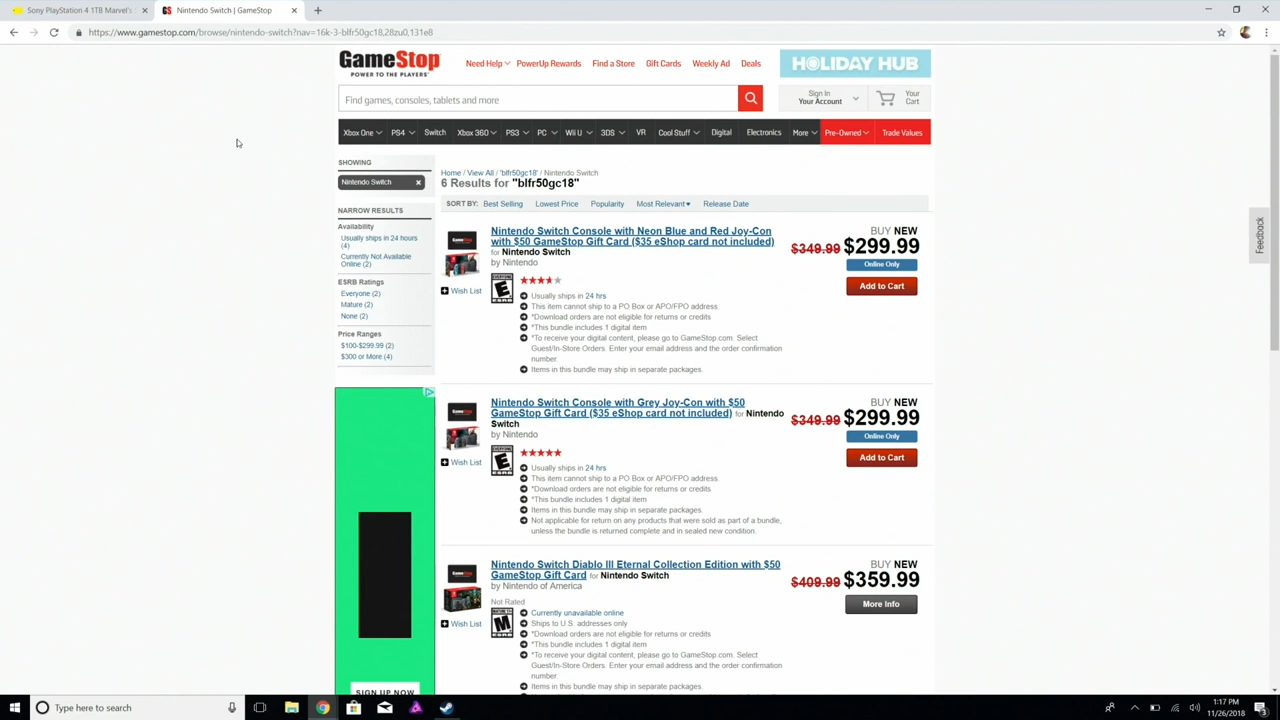 Sony PlayStation 4 1TB Marvel's
Nintendo Switch | GameStop
https://www.gamestop.com/browse/nintendo-switch?nav=16k-3-blfr50gc18,28zu0,131e8
GameStop
POWER TO THE PLAYERS
Need Help
PowerUp Rewards
Find a Store
Gift Cards
Weekly Ad
Deals
HOLIDAY HUB
Find games, consoles, tablets and more
Sign In
Your Account
Your
Cart
Xbox One
PS4
Switch
Xbox 360
PS3
PC
Wii U
3DS
VR
Cool Stuff
Digital
Electronics
More
Pre-Owned
Trade Values
SHOWING
Nintendo Switch x
NARROW RESULTS
Availability
Usually ships in 24 hours
(4)
Currently Not Available
Online (2)
ESRB Ratings
Everyone (2)
Mature (2)
None (2)
Price Ranges
$100-$299.99 (2)
$300 or More (4)
SIGN UP NOW
Home / View All / 'blfr50gc18' / Nintendo Switch
6 Results for "blfr50gc18"
SORT BY: Best Selling Lowest Price Popularity Most Relevant Release Date
Nintendo Switch Console with Neon Blue and Red Joy-Con
with $50 GameStop Gift Card ($35 eShop card not included)
for Nintendo Switch
by Nintendo
GameStop
Wish List
E
Usually ships in 24 hrs
This item cannot ship to a PO Box or APO/FPO address.
*Download orders are not eligible for returns or credits
*This bundle includes 1 digital item
*To receive your digital content, please go to GameStop.com. Select
Guest/In-Store Orders. Enter your email address and the order confirmation
number.
Items in this bundle may ship in separate packages.
BUY NEW
$349.99 $299.99
Online Only
Add to Cart
Nintendo Switch Console with Grey Joy-Con with $50
GameStop Gift Card ($35 eShop card not included) for Nintendo
Switch
by Nintendo
GameStop
Wish List
E
Usually ships in 24 hrs
This item cannot ship to a PO Box or APO/FPO address.
*Download orders are not eligible for returns or credits
*This bundle includes 1 digital item
Items in this bundle may ship in separate packages.
Not applicable for return on any products that were sold as part of a bundle,
unless the bundle is returned complete and in sealed new condition.
BUY NEW
$349.99 $299.99
Online Only
Add to Cart
Nintendo Switch Diablo III Eternal Collection Edition with $50
GameStop Gift Card for Nintendo Switch
by Nintendo of America
GameStop
Wish List
Not Rated
M
Currently unavailable online
Ships to U.S. addresses only
*Download orders are not eligible for returns or credits
*This bundle includes 1 digital item
*To receive your digital content, please go to GameStop.com. Select
Guest/In-Store Orders. Enter your email address and the order confirmation
number.
Items in this bundle may ship in separate packages.
BUY NEW
$409.99 $359.99
More Info
Feedback
Type here to search
1:17 PM
11/26/2018
3